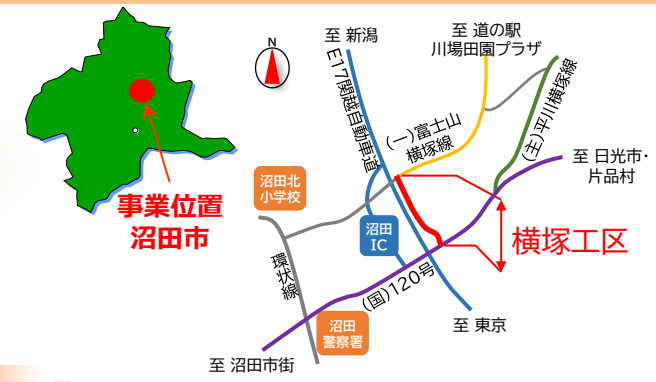 事業位置
沼田市
N
至 新潟
至 道の駅
川場田園プラザ
E17関越自動車道
(一)富士山
横塚線
(主)平川横塚線
至 日光市・
片品村
沼田北
小学校
沼田
IC
横塚工区
環状線
(国)120号
沼田
警察署
至 東京
至 沼田市街